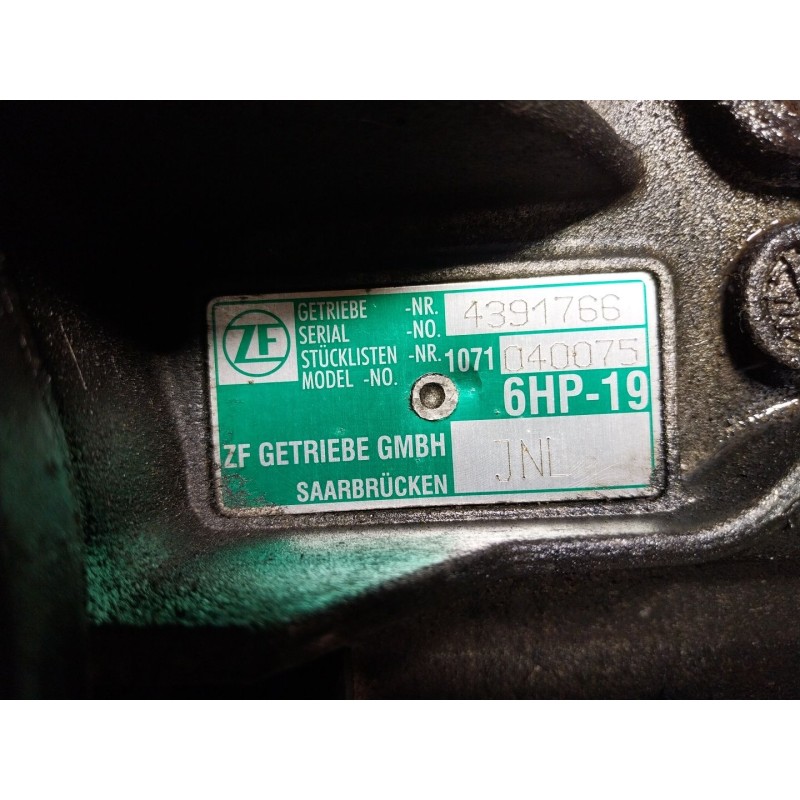 ZF
GETRIEBE -NR. 4391766
SERIAL -NO.
STÜCKLISTEN -NR. 1071 040075
MODEL -NO.
6HP-19
ZF GETRIEBE GMBH JNL
SAARBRÜCKEN